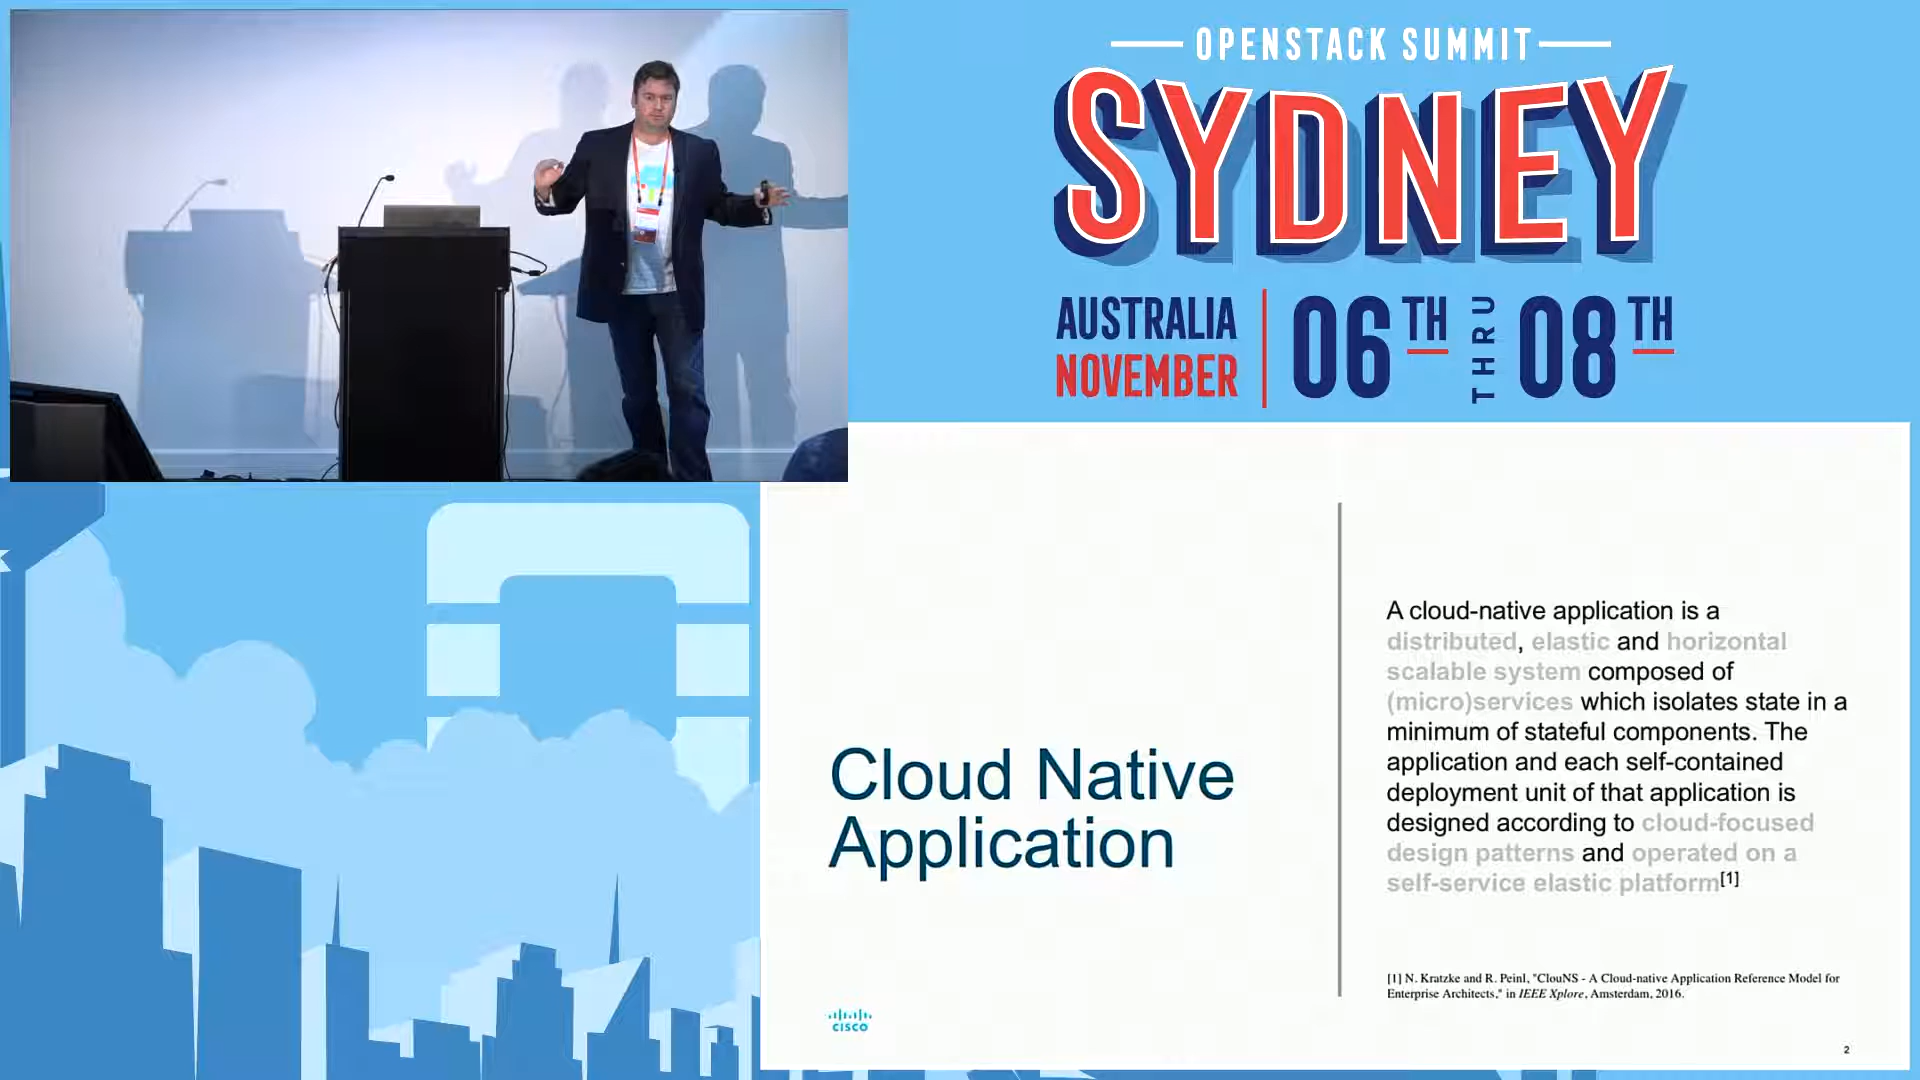 OPENSTACK SUMMIT
SYDNEY
AUSTRALIA
NOVEMBER
06TH THRU 08TH
Cloud Native
Application
A cloud-native application is a
distributed, elastic and horizontal
scalable system composed of
(micro)services which isolates state in a
minimum of stateful components. The
application and each self-contained
deployment unit of that application is
designed according to cloud-focused
design patterns and operated on a
self-service elastic platform[1]
[1] N. Kratzke and R. Peinl, "ClouNS - A Cloud-native Application Reference Model for
Enterprise Architects," in IEEE Xplore, Amsterdam, 2016.
CISCO
2